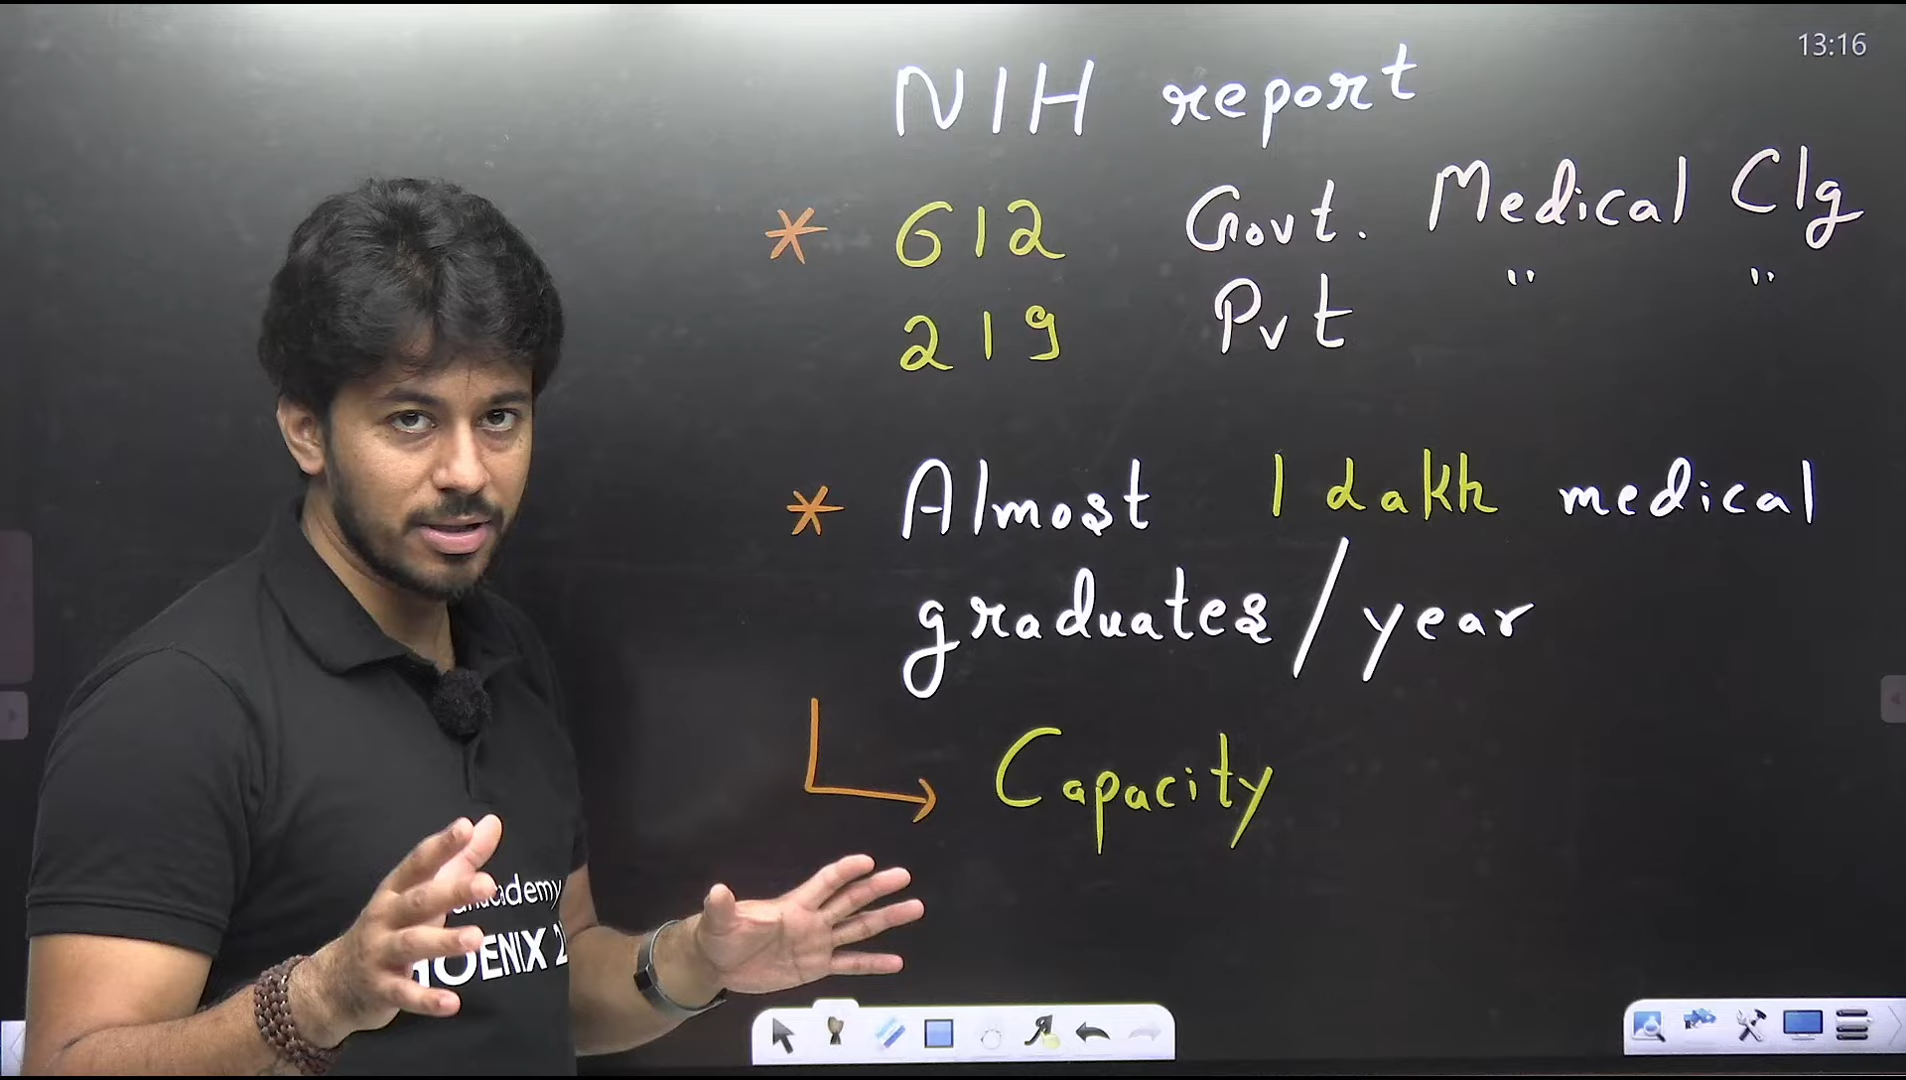 13:16
NIH report
* 612 Govt. Medical Clg
219 Pvt " "
* Almost 1 Lakh medical
graduates/year
Capacity